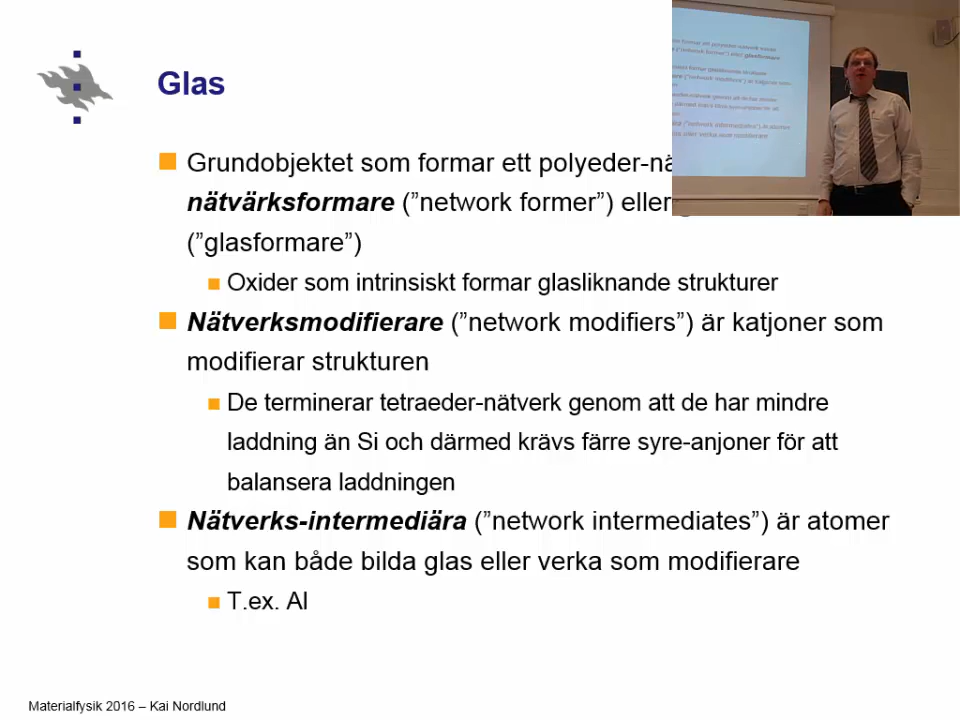 Glas
Grundobjektet som formar ett polyeder-nä
nätvärksformare (”network former”) eller
(”glasformare”)
Oxider som intrinsiskt formar glasliknande strukturer
Nätverksmodifierare (”network modifiers”) är katjoner som
modifierar strukturen
De terminerar tetraeder-nätverk genom att de har mindre
laddning än Si och därmed krävs färre syre-anjoner för att
balansera laddningen
Nätverks-intermediära (”network intermediates”) är atomer
som kan både bilda glas eller verka som modifierare
T.ex. Al
Materialfysik 2016 – Kai Nordlund